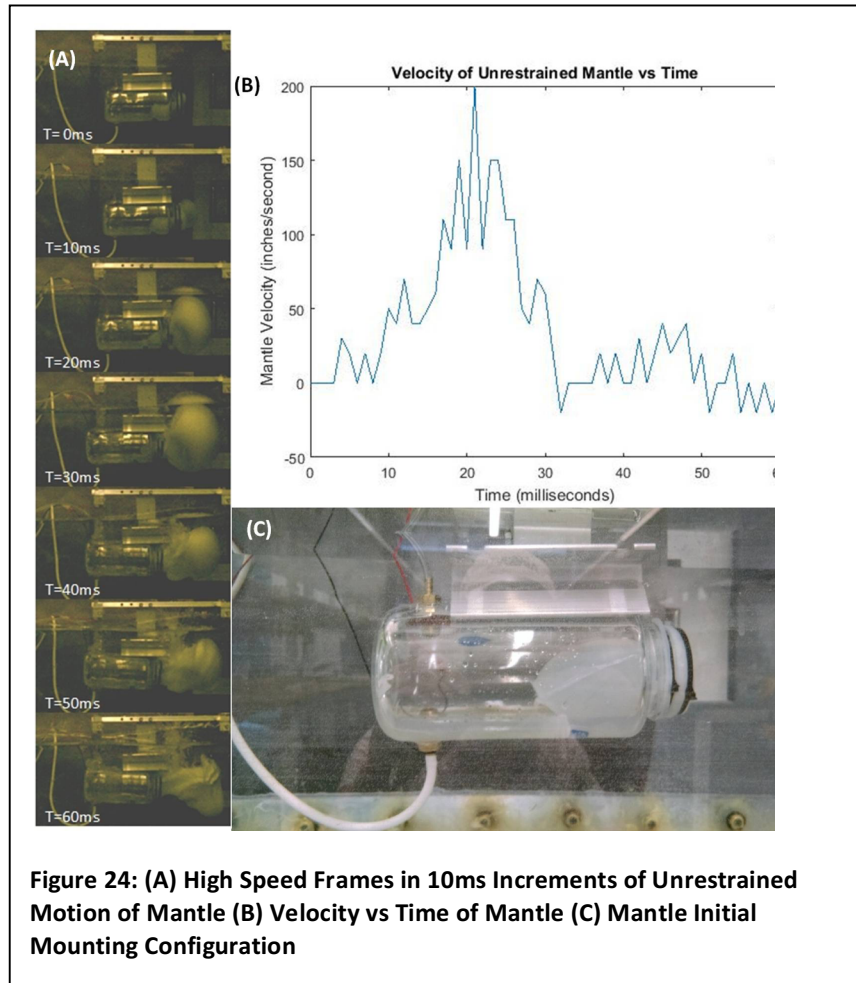 (A)
T= 0ms
T=10ms
T=20ms
T=30ms
T=40ms
T=50ms
T=60ms
(B)
Velocity of Unrestrained Mantle vs Time
Mantle Velocity (inches/second)
200
150
100
50
0
-50
0
10
20
30
40
50
Time (milliseconds)
(C)
Figure 24: (A) High Speed Frames in 10ms Increments of Unrestrained
Motion of Mantle (B) Velocity vs Time of Mantle (C) Mantle Initial
Mounting Configuration